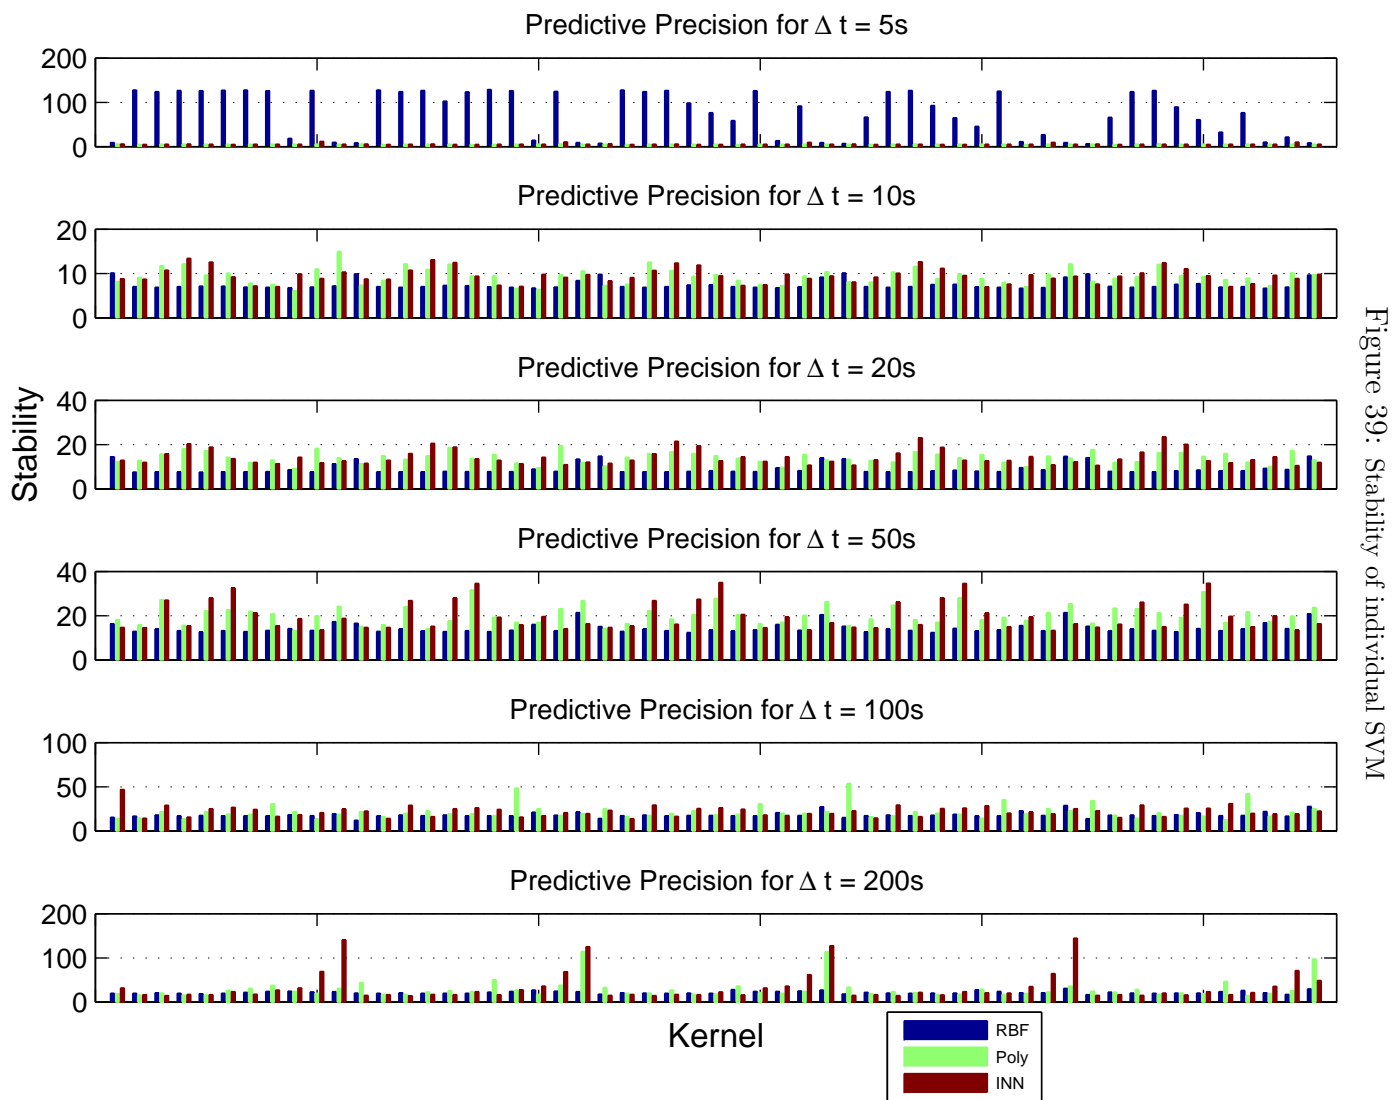 Predictive Precision for Δ t = 5s
200
100
0
Predictive Precision for Δ t = 10s
20
10
0
Predictive Precision for Δ t = 20s
40
20
0
Stability
Predictive Precision for Δ t = 50s
40
20
0
Predictive Precision for Δ t = 100s
100
50
0
Predictive Precision for Δ t = 200s
200
100
0
Kernel
RBF
Poly
INN
Figure 39: Stability of individual SVM